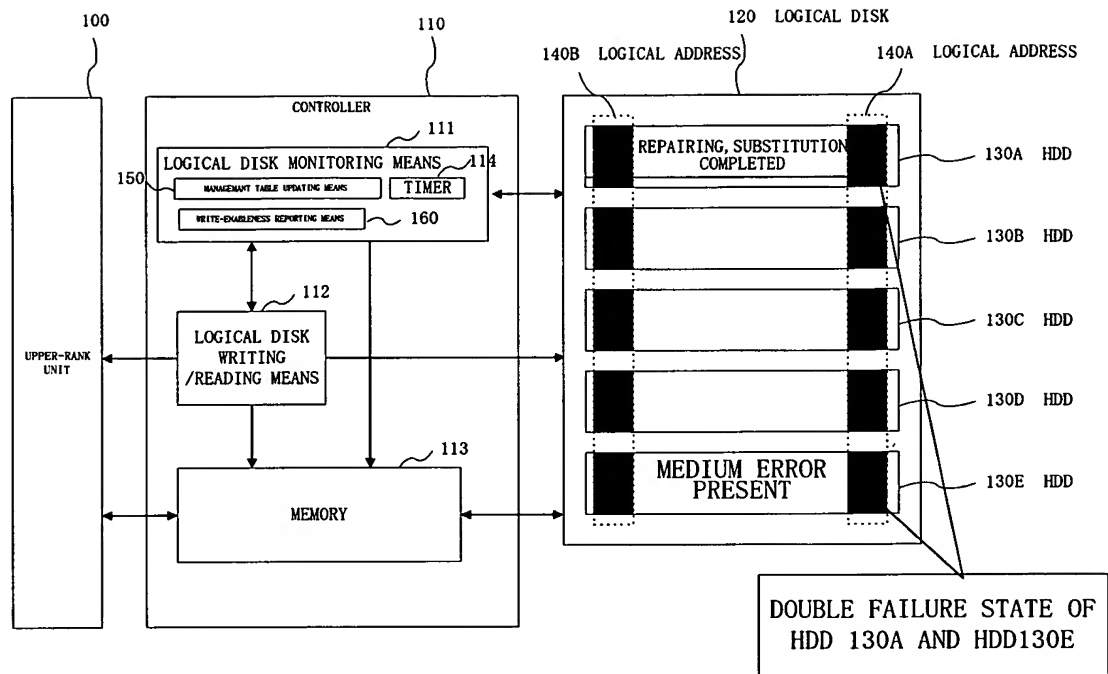 100
110
120 LOGICAL DISK
140B LOGICAL ADDRESS
140A LOGICAL ADDRESS
CONTROLLER
111
LOGICAL DISK MONITORING MEANS
114
150
MANAGEMANT TABLE UPDATING MEANS
TIMER
WRITE-ENABLENESS REPORTING MEANS
160
112
LOGICAL DISK
WRITING
/READING MEANS
UPPER-RANK
UNIT
113
MEMORY
REPAIRING, SUBSTITUTION
COMPLETED
130A HDD
130B HDD
130C HDD
130D HDD
MEDIUM ERROR
PRESENT
130E HDD
DOUBLE FAILURE STATE OF
HDD 130A AND HDD130E